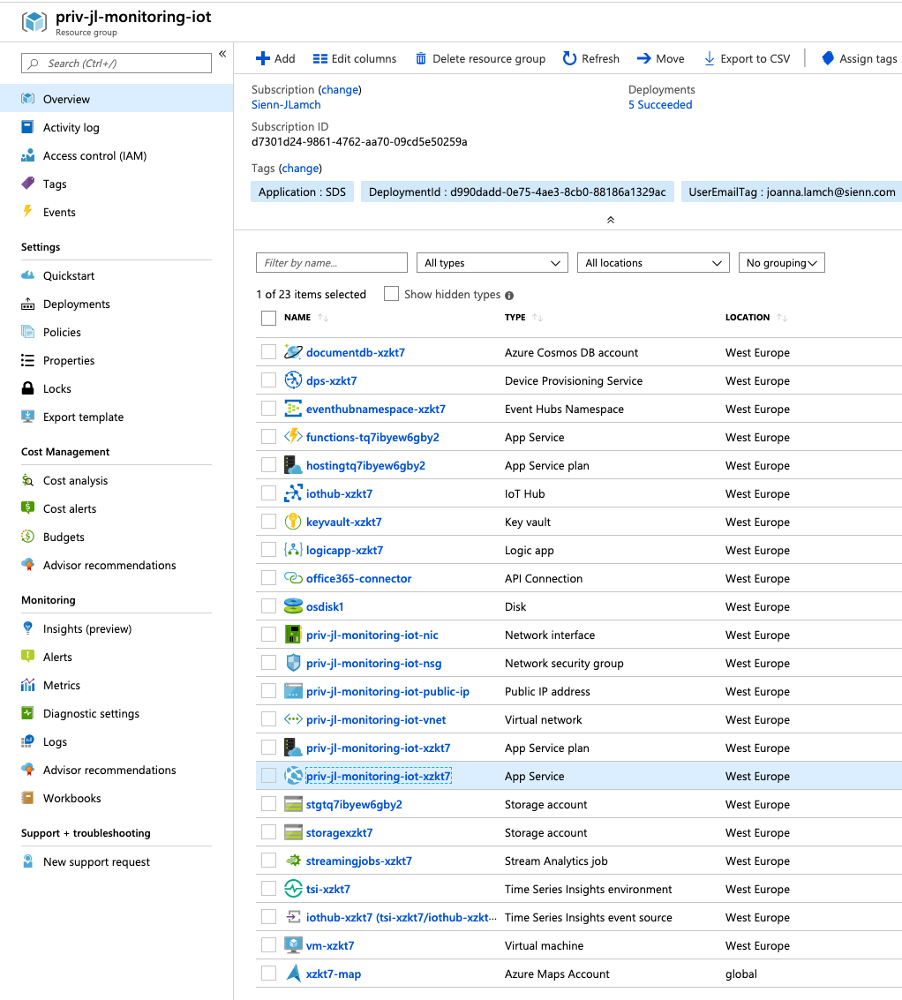 priv-jl-monitoring-iot
Resource group
Search (Ctrl+/)
«
Overview
Activity log
Access control (IAM)
Tags
Events
Settings
Quickstart
Deployments
Policies
Properties
Locks
Export template
Cost Management
Cost analysis
Cost alerts
Budgets
Advisor recommendations
Monitoring
Insights (preview)
Alerts
Metrics
Diagnostic settings
Logs
Advisor recommendations
Workbooks
Support + troubleshooting
New support request
Add Edit columns Delete resource group Refresh Move Export to CSV Assign tags
Subscription (change) Deployments
Sienn-JLamch 5 Succeeded
Subscription ID
d7301d24-9861-4762-aa70-09cd5e50259a
Tags (change)
Application : SDS DeploymentId : d990dadd-0e75-4ae3-8cb0-88186a1329ac UserEmailTag : joanna.lamch@sienn.com
Filter by name... All types All locations No grouping
1 of 23 items selected Show hidden types
NAME TYPE LOCATION
documentdb-xzkt7 Azure Cosmos DB account West Europe
dps-xzkt7 Device Provisioning Service West Europe
eventhubnamespace-xzkt7 Event Hubs Namespace West Europe
functions-tq7ibyew6gby2 App Service West Europe
hostingtq7ibyew6gby2 App Service plan West Europe
iothub-xzkt7 IoT Hub West Europe
keyvault-xzkt7 Key vault West Europe
logicapp-xzkt7 Logic app West Europe
office365-connector API Connection West Europe
osdisk1 Disk West Europe
priv-jl-monitoring-iot-nic Network interface West Europe
priv-jl-monitoring-iot-nsg Network security group West Europe
priv-jl-monitoring-iot-public-ip Public IP address West Europe
priv-jl-monitoring-iot-vnet Virtual network West Europe
priv-jl-monitoring-iot-xzkt7 App Service plan West Europe
priv-jl-monitoring-iot-xzkt7 App Service West Europe
stgtq7ibyew6gby2 Storage account West Europe
storagexzkt7 Storage account West Europe
streamingjobs-xzkt7 Stream Analytics job West Europe
tsi-xzkt7 Time Series Insights environment West Europe
iothub-xzkt7 (tsi-xzkt7/iothub-xzkt··· Time Series Insights event source West Europe
vm-xzkt7 Virtual machine West Europe
xzkt7-map Azure Maps Account global